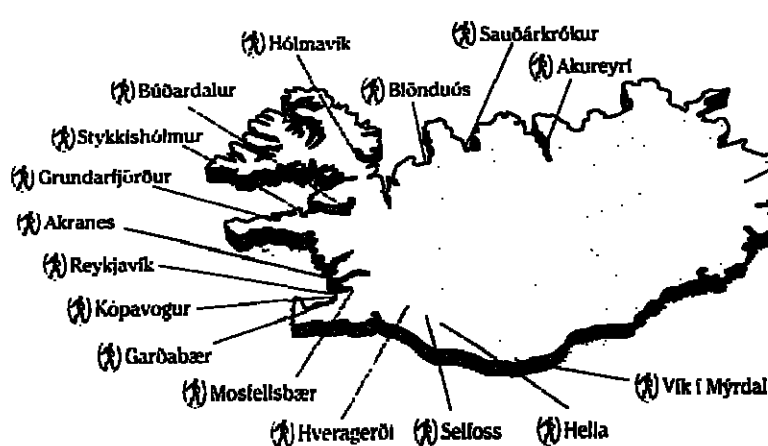 Sauðárkrókur
Hólmavík
Akureyri
Búðardalur
Blönduós
Stykkishólmur
Grundarfjörður
Akranes
Reykjavík
Kópavogur
Garðabær
Mosfellsbær
Vík í Mýrdal
Hveragerði
Selfoss
Hella